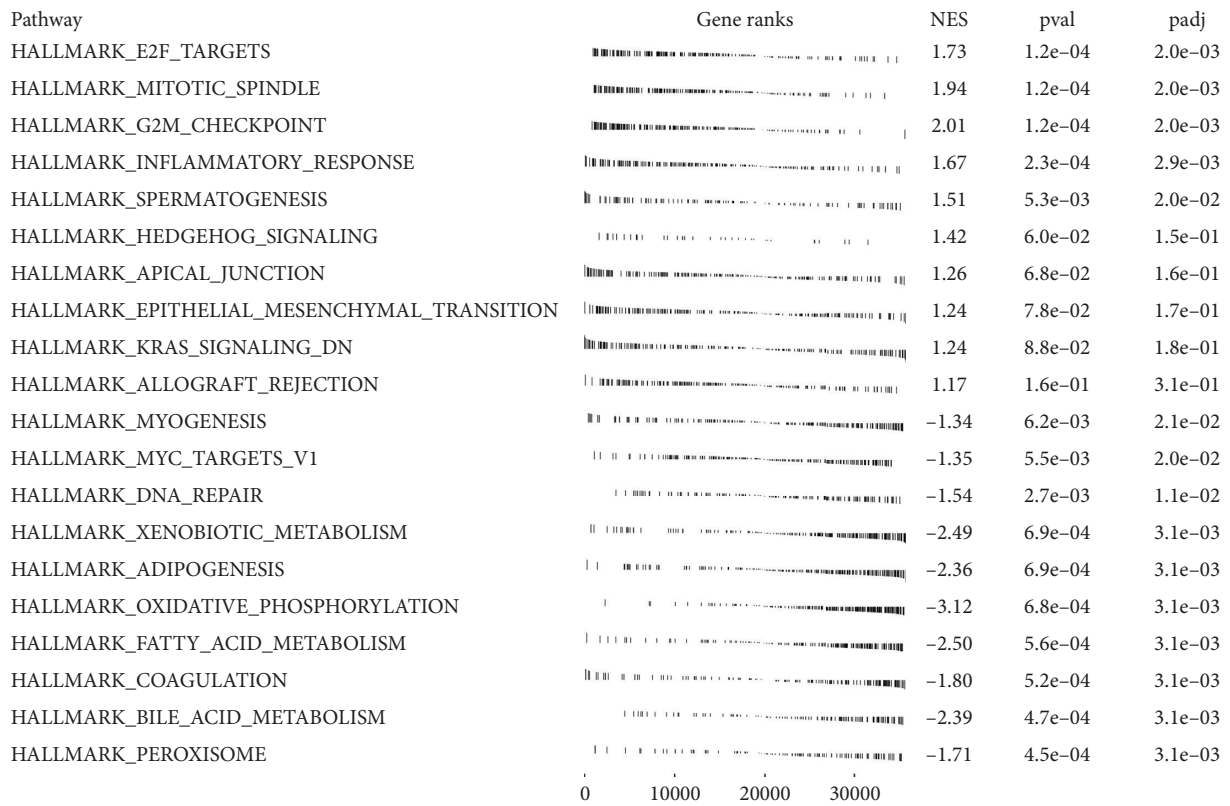 Pathway Gene ranks NES pval padj
HALLMARK_E2F_TARGETS 1.73 1.2e–04 2.0e–03
HALLMARK_MITOTIC_SPINDLE 1.94 1.2e–04 2.0e–03
HALLMARK_G2M_CHECKPOINT 2.01 1.2e–04 2.0e–03
HALLMARK_INFLAMMATORY_RESPONSE 1.67 2.3e–04 2.9e–03
HALLMARK_SPERMATOGENESIS 1.51 5.3e–03 2.0e–02
HALLMARK_HEDGEHOG_SIGNALING 1.42 6.0e–02 1.5e–01
HALLMARK_APICAL_JUNCTION 1.26 6.8e–02 1.6e–01
HALLMARK_EPITHELIAL_MESENCHYMAL_TRANSITION 1.24 7.8e–02 1.7e–01
HALLMARK_KRAS_SIGNALING_DN 1.24 8.8e–02 1.8e–01
HALLMARK_ALLOGRAFT_REJECTION 1.17 1.6e–01 3.1e–01
HALLMARK_MYOGENESIS –1.34 6.2e–03 2.1e–02
HALLMARK_MYC_TARGETS_V1 –1.35 5.5e–03 2.0e–02
HALLMARK_DNA_REPAIR –1.54 2.7e–03 1.1e–02
HALLMARK_XENOBIOTIC_METABOLISM –2.49 6.9e–04 3.1e–03
HALLMARK_ADIPOGENESIS –2.36 6.9e–04 3.1e–03
HALLMARK_OXIDATIVE_PHOSPHORYLATION –3.12 6.8e–04 3.1e–03
HALLMARK_FATTY_ACID_METABOLISM –2.50 5.6e–04 3.1e–03
HALLMARK_COAGULATION –1.80 5.2e–04 3.1e–03
HALLMARK_BILE_ACID_METABOLISM –2.39 4.7e–04 3.1e–03
HALLMARK_PEROXISOME –1.71 4.5e–04 3.1e–03
0 10000 20000 30000